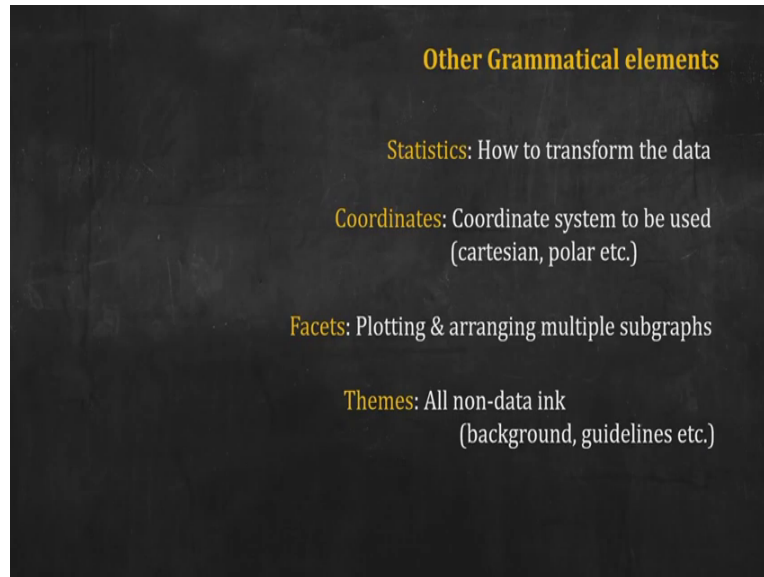 Other Grammatical elements
Statistics: How to transform the data
Coordinates: Coordinate system to be used
(cartesian, polar etc.)
Facets: Plotting & arranging multiple subgraphs
Themes: All non-data ink
(background, guidelines etc.)